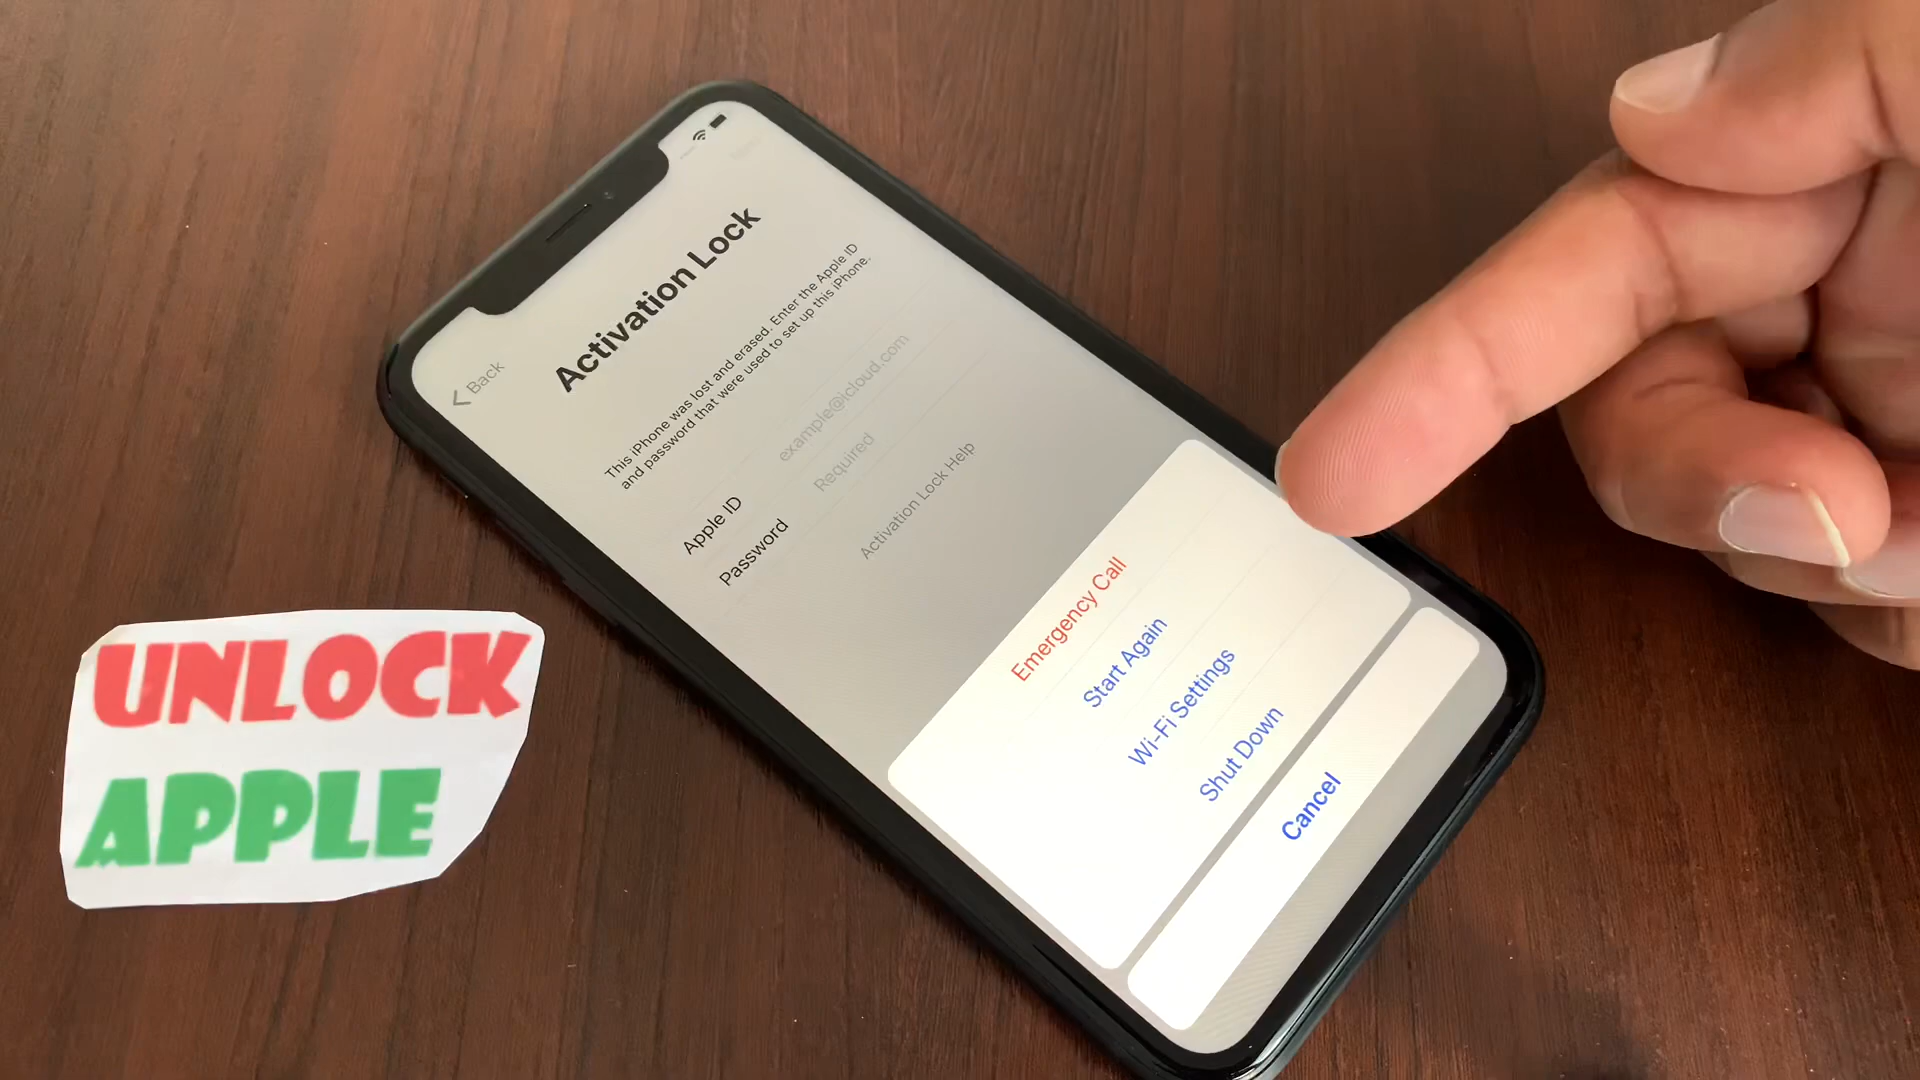 Back
Activation Lock
This iPhone was lost and erased. Enter the Apple ID
and password that were used to set up this iPhone.
Apple ID example@icloud.com
Password Required
Activation Lock Help
Emergency Call
Start Again
Wi-Fi Settings
Shut Down
Cancel
UNLOCK
APPLE